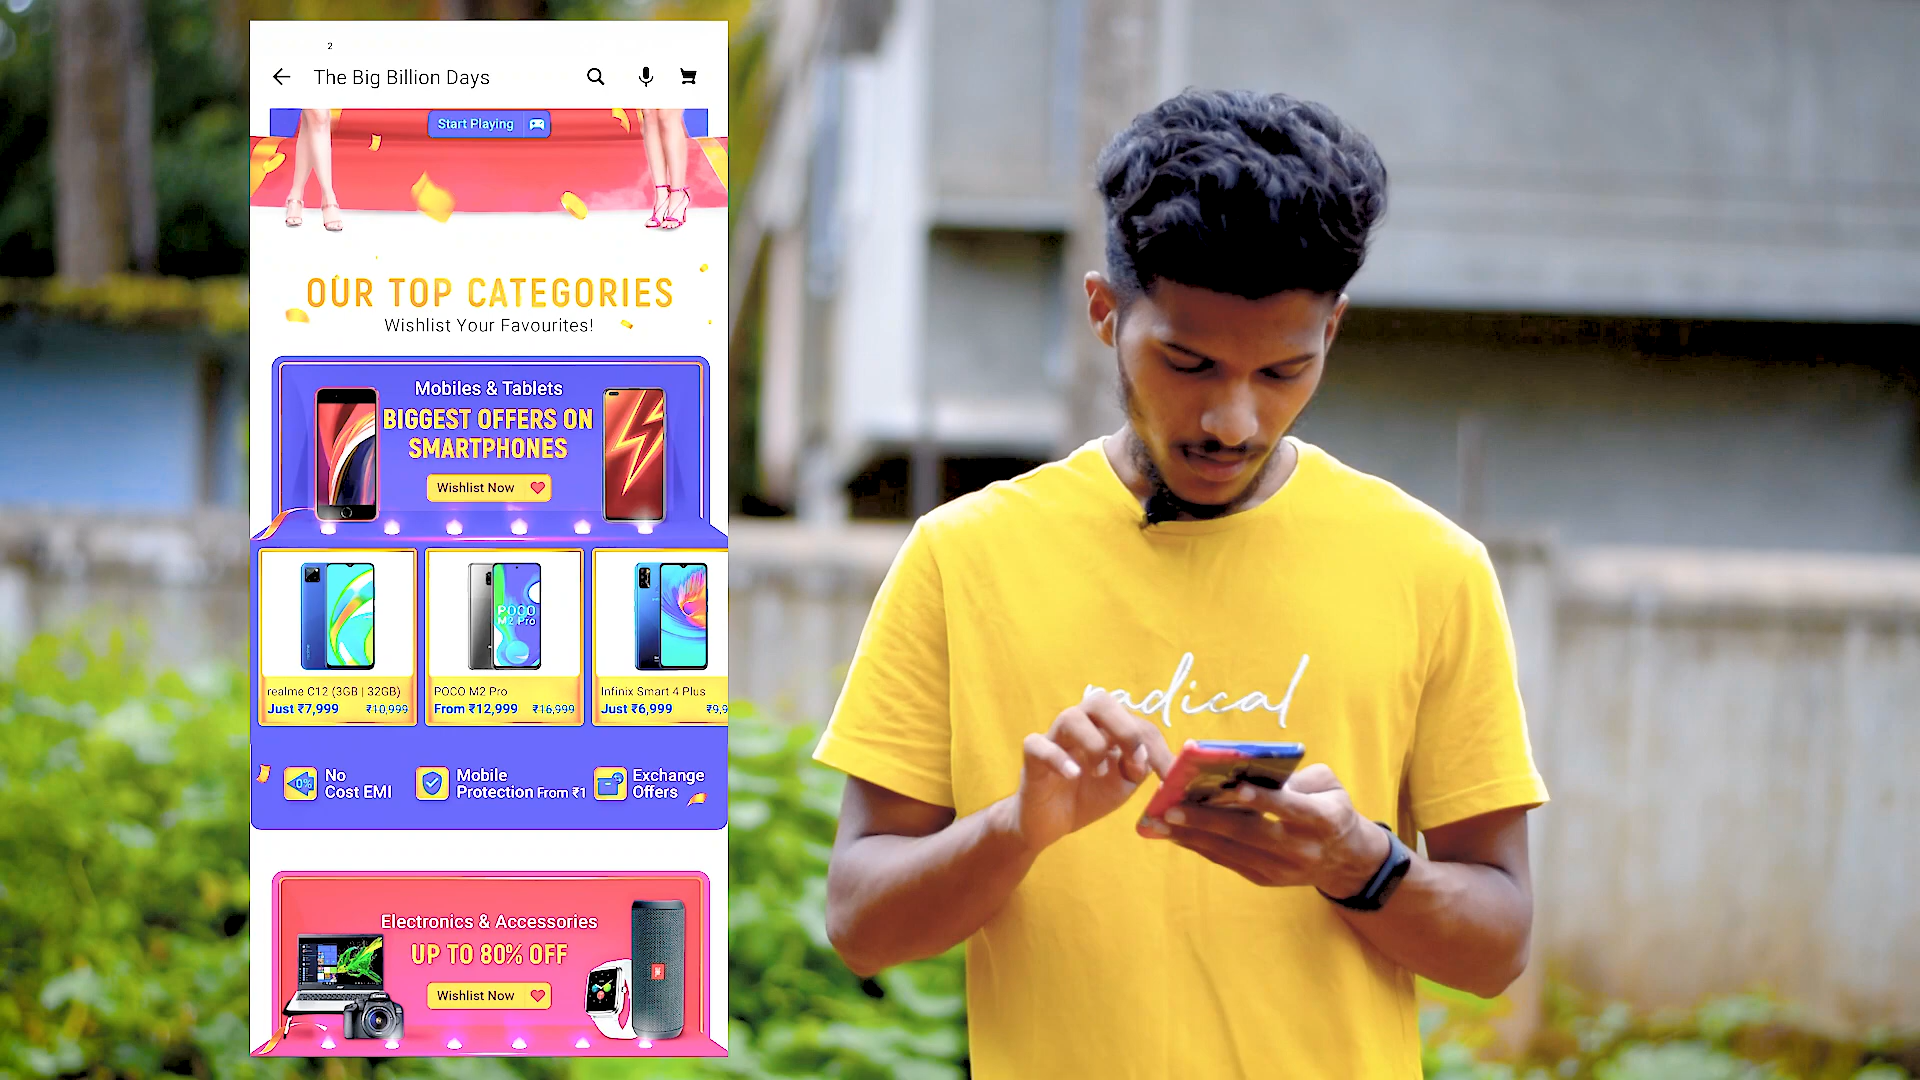 2
The Big Billion Days
Start Playing
OUR TOP CATEGORIES
Wishlist Your Favourites!
Mobiles & Tablets
BIGGEST OFFERS ON
SMARTPHONES
Wishlist Now
POCO
M2 Pro
realme C12 (3GB | 32GB)
Just ₹7,999 ₹10,999
POCO M2 Pro
From ₹12,999 ₹16,999
Infinix Smart 4 Plus
Just ₹6,999 ₹9,9
0%
No
Cost EMI
Mobile
Protection From ₹1
Exchange
Offers
Electronics & Accessories
UP TO 80% OFF
Wishlist Now
radical